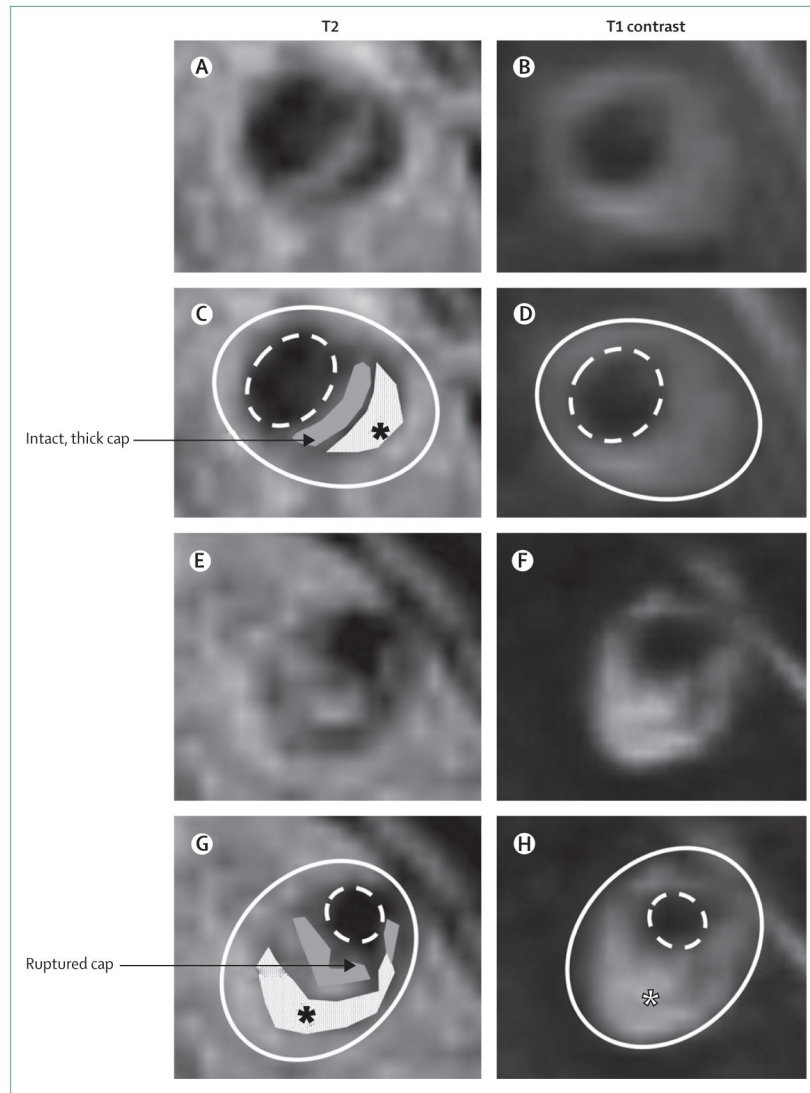 T2
T1 contrast
A
B
C
D
Intact, thick cap
*
E
F
G
H
Ruptured cap
*
*